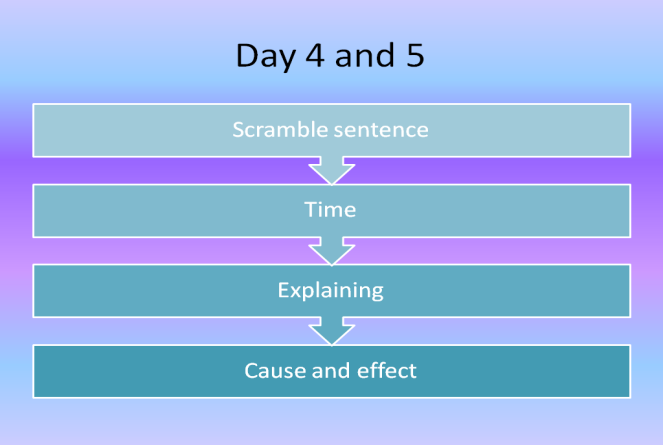 Day 4 and 5
Scramble sentence
Time
Explaining
Cause and effect